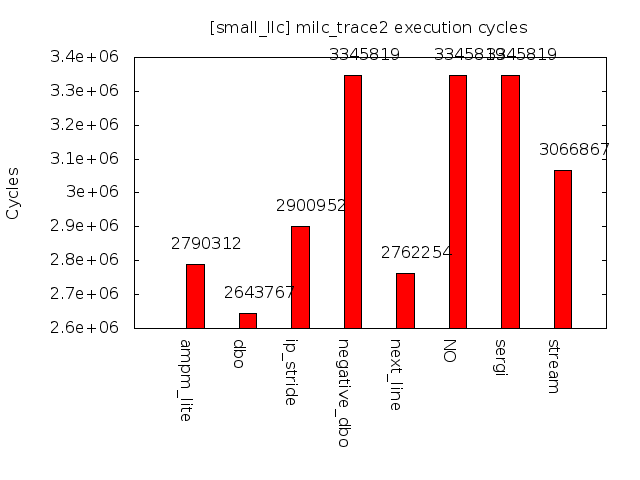 [small_llc] milc_trace2 execution cycles
Cycles
3.4e+06
3.3e+06
3.2e+06
3.1e+06
3e+06
2.9e+06
2.8e+06
2.7e+06
2.6e+06
2790312
2643767
2900952
3345819
2762254
3345819
3345819
3066867
ampm_lite
dbo
ip_stride
negative_dbo
next_line
NO
sergi
stream